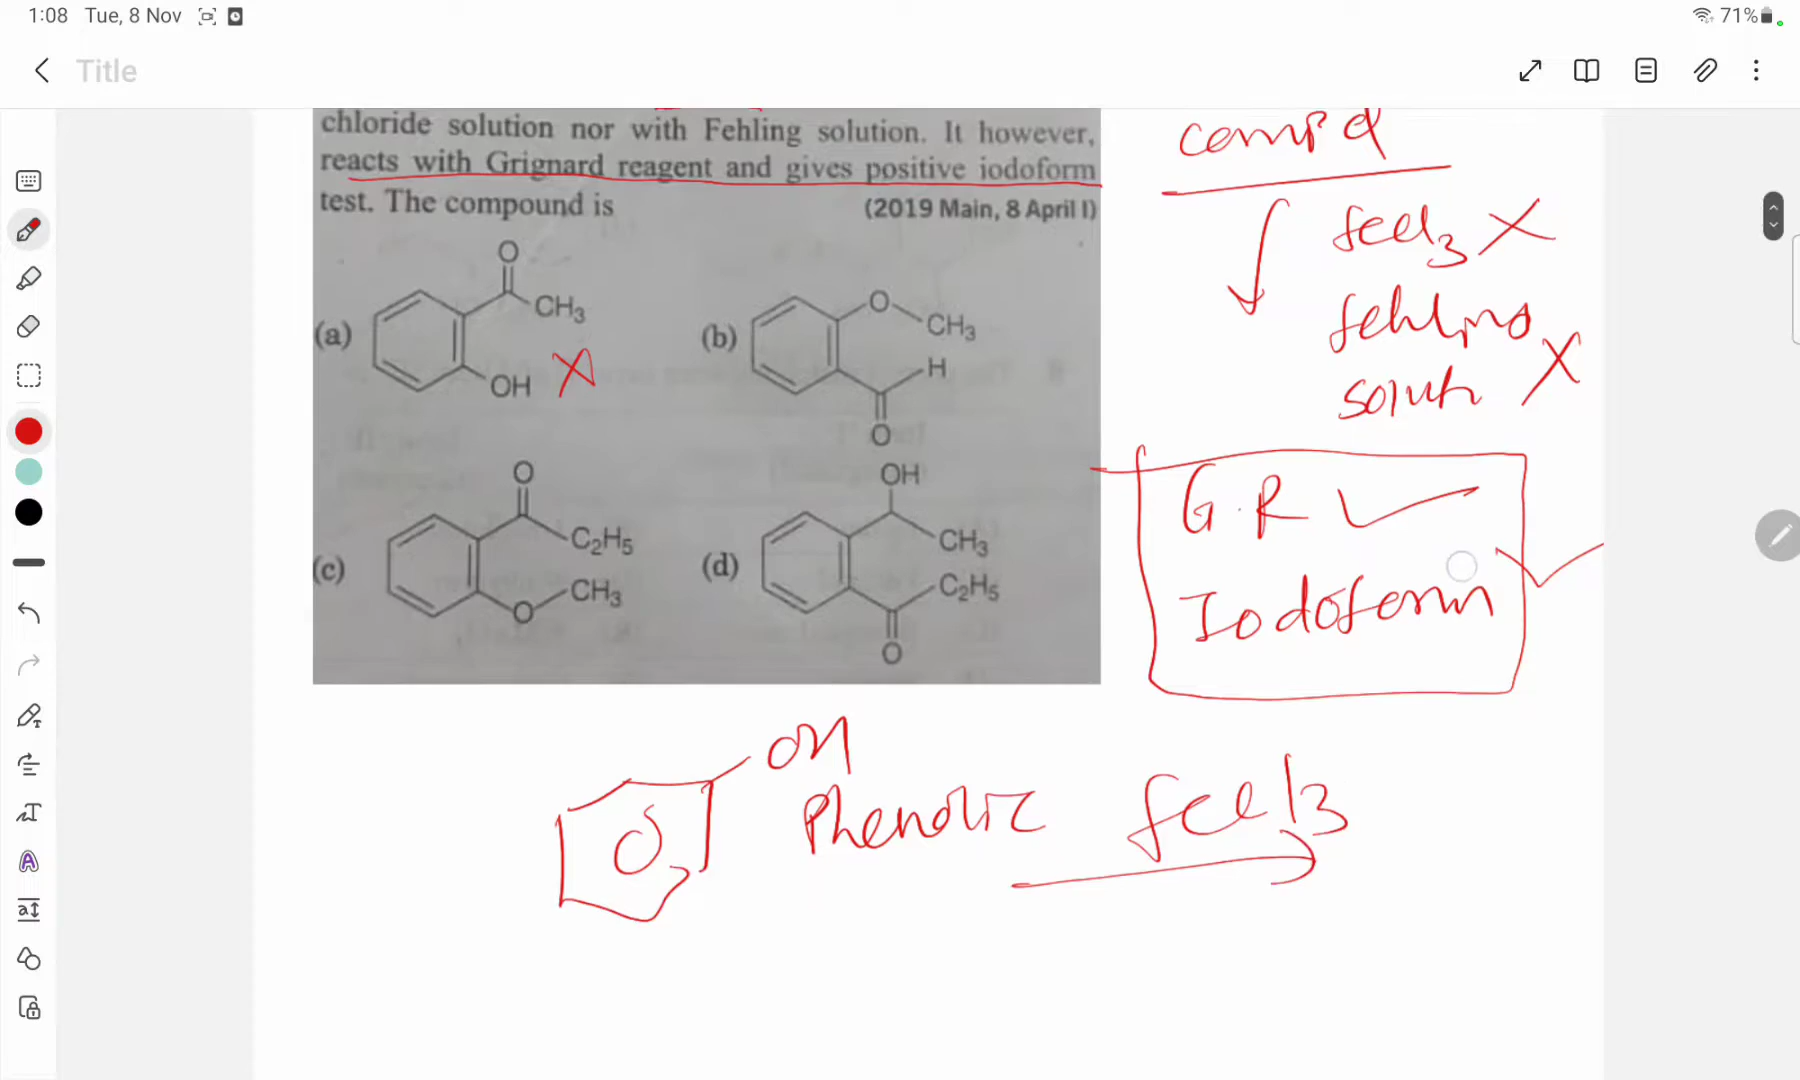 1:08 Tue, 8 Nov
71%
Title
chloride solution nor with Fehling solution. It however,
reacts with Grignard reagent and gives positive iodoform
test. The compound is (2019 Main, 8 April I)
(a)
O
CH3
OH
(b)
O
CH3
H
O
(c)
O
C2H5
O
CH3
(d)
OH
CH3
C2H5
O
compd
fecl3 X
fehling
soluti X
G.R ✓
Iodoform
OH
Phenolic fecl3